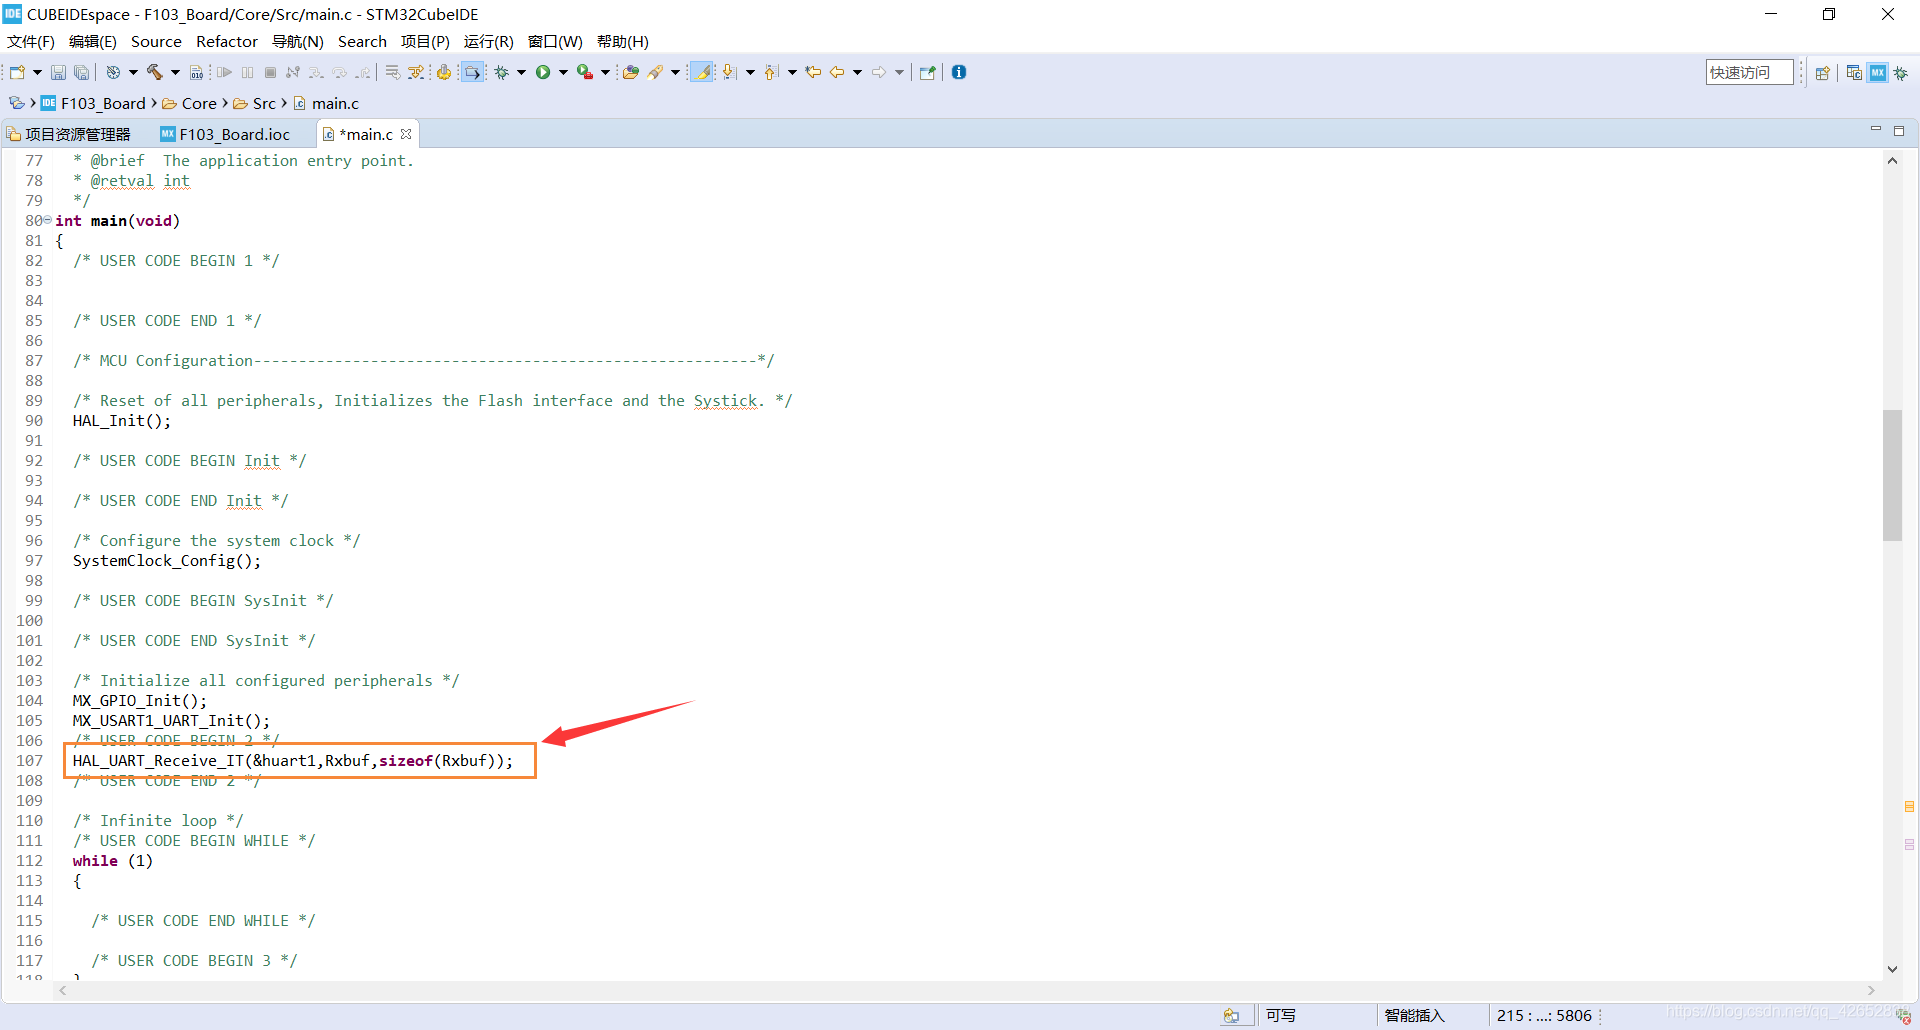 IDE CUBEIDEspace - F103_Board/Core/Src/main.c - STM32CubeIDE
文件(F) 编辑(E) Source Refactor 导航(N) Search 项目(P) 运行(R) 窗口(W) 帮助(H)
快速访问
IDE F103_Board Core Src main.c
项目资源管理器 F103_Board.ioc *main.c
77 * @brief  The application entry point.
78 * @retval int
79 */
80 int main(void)
81 {
82 /* USER CODE BEGIN 1 */
83
84
85 /* USER CODE END 1 */
86
87 /* MCU Configuration--------------------------------------------------------*/
88
89 /* Reset of all peripherals, Initializes the Flash interface and the Systick. */
90 HAL_Init();
91
92 /* USER CODE BEGIN Init */
93
94 /* USER CODE END Init */
95
96 /* Configure the system clock */
97 SystemClock_Config();
98
99 /* USER CODE BEGIN SysInit */
100
101 /* USER CODE END SysInit */
102
103 /* Initialize all configured peripherals */
104 MX_GPIO_Init();
105 MX_USART1_UART_Init();
106 /* USER CODE BEGIN 2 */
107 HAL_UART_Receive_IT(&huart1,Rxbuf,sizeof(Rxbuf));
108 /* USER CODE END 2 */
109
110 /* Infinite loop */
111 /* USER CODE BEGIN WHILE */
112 while (1)
113 {
114
115 /* USER CODE END WHILE */
116
117 /* USER CODE BEGIN 3 */
118 }
可写 智能插入 215 : ...: 5806